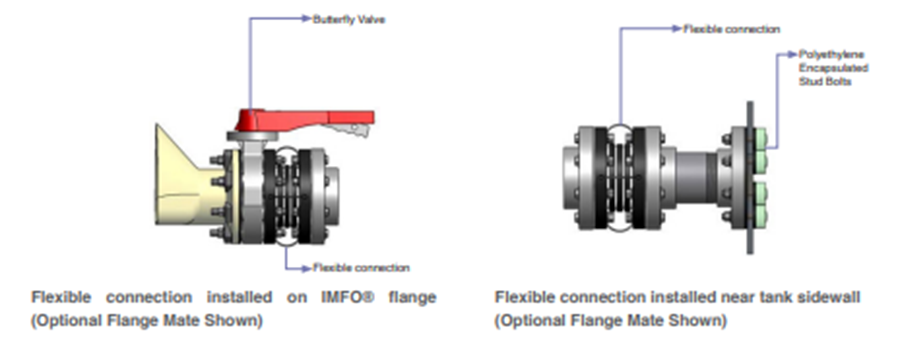 Butterfly Valve
Flexible connection
Flexible connection installed on IMFO® flange
(Optional Flange Mate Shown)
Flexible connection
Polyethylene
Encapsulated
Stud Bolts
Flexible connection installed near tank sidewall
(Optional Flange Mate Shown)